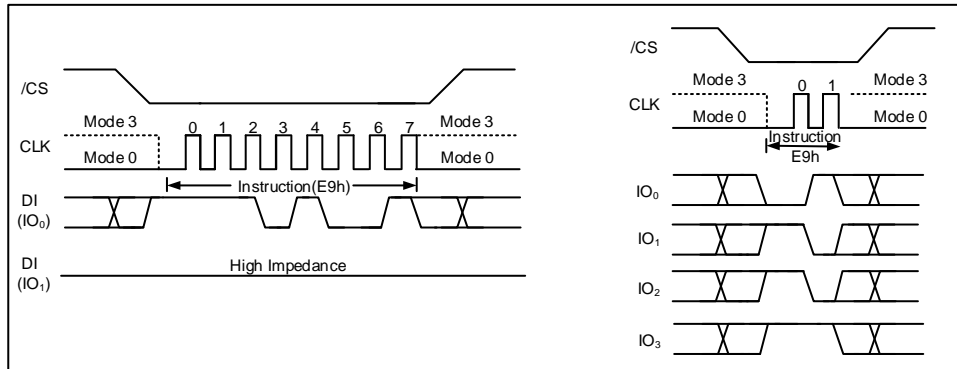 /CS
Mode 3
0 1 2 3 4 5 6 7
Mode 3
CLK
Mode 0
Mode 0
Instruction(E9h)
DI
(IO₀)
High Impedance
DI
(IO₁)
/CS
Mode 3
0 1
Mode 3
CLK
Mode 0
Mode 0
Instruction
E9h
IO₀
IO₁
IO₂
IO₃